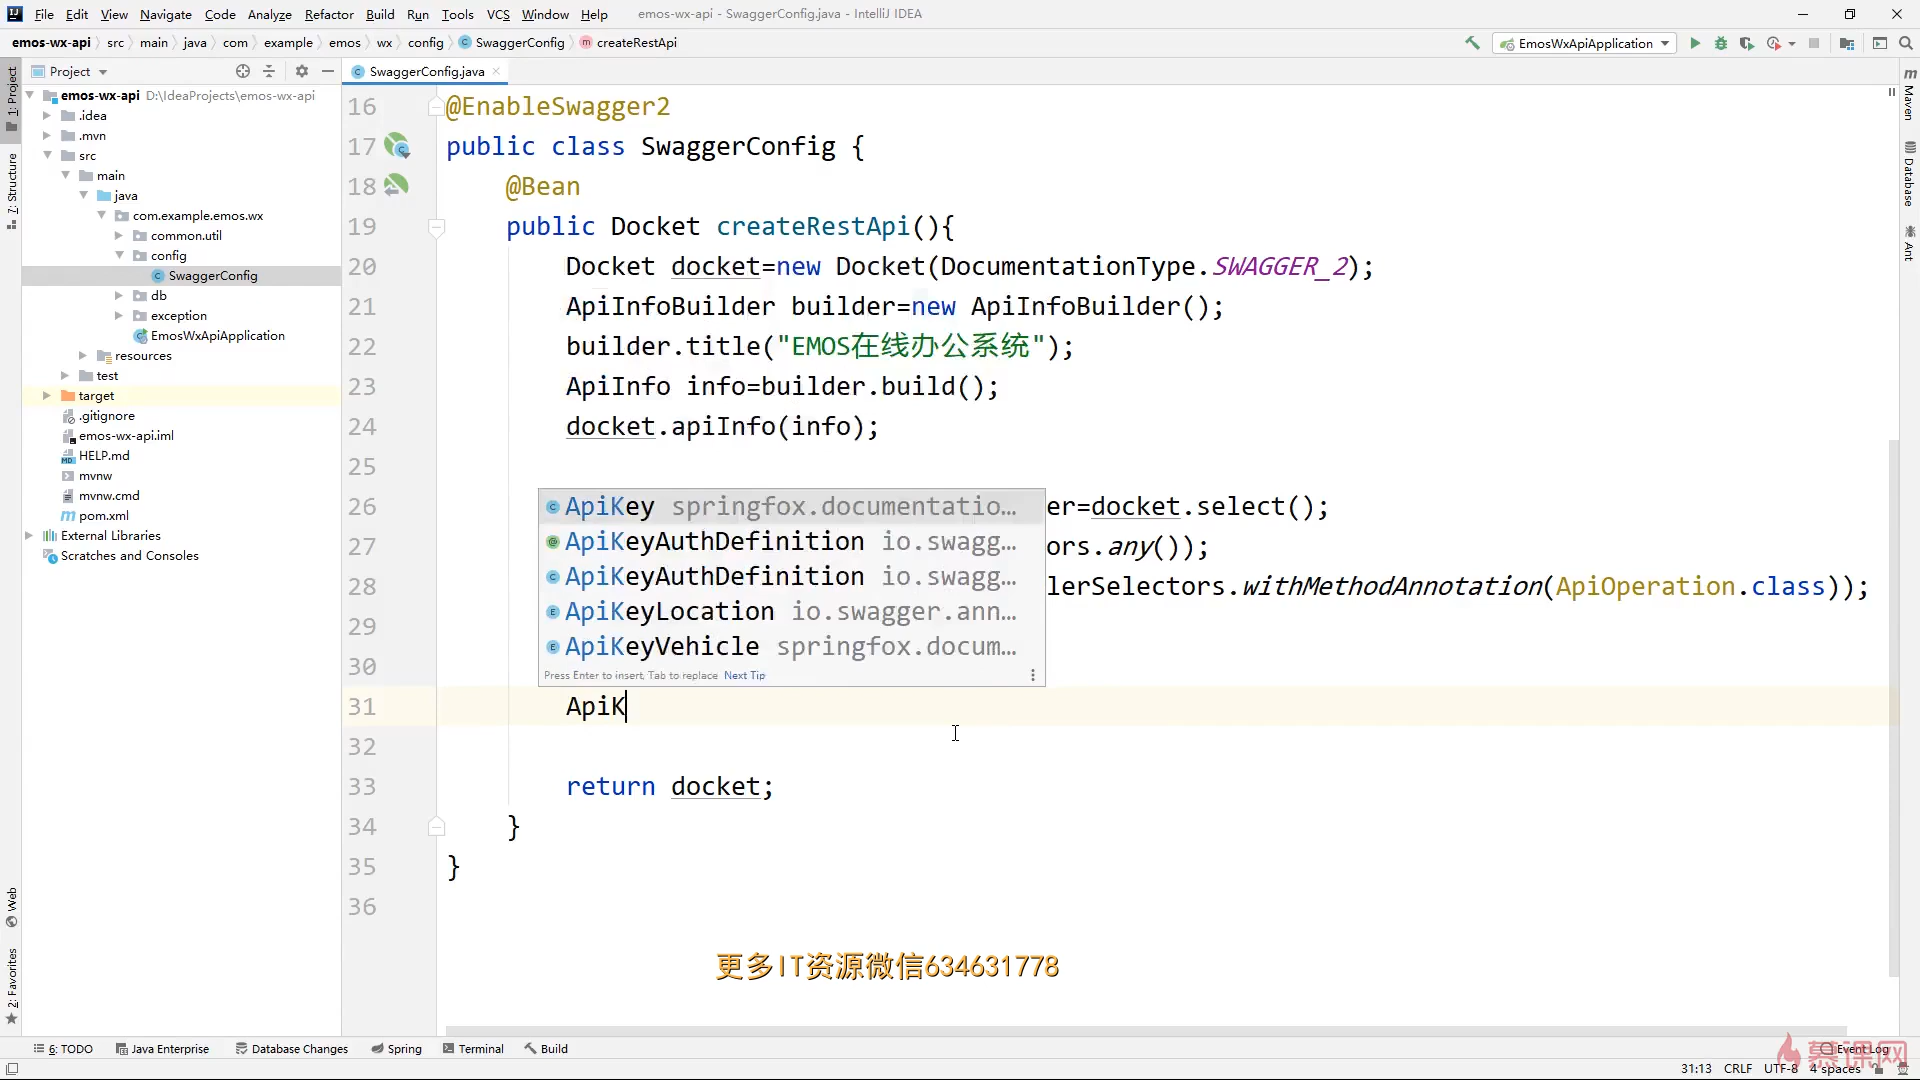 File Edit View Navigate Code Analyze Refactor Build Run Tools VCS Window Help emos-wx-api - SwaggerConfig.java - IntelliJ IDEA
emos-wx-api src main java com example emos wx config SwaggerConfig createRestApi EmosWxApiApplication
Project SwaggerConfig.java
1: Project
7: Structure
Web
2: Favorites
emos-wx-api D:\IdeaProjects\emos-wx-api
.idea
.mvn
src
main
java
com.example.emos.wx
common.util
config
SwaggerConfig
db
exception
EmosWxApiApplication
resources
test
target
.gitignore
emos-wx-api.iml
HELP.md
mvnw
mvnw.cmd
pom.xml
External Libraries
Scratches and Consoles
16 @EnableSwagger2
17 public class SwaggerConfig {
18 @Bean
19 public Docket createRestApi(){
20 Docket docket=new Docket(DocumentationType.SWAGGER_2);
21 ApiInfoBuilder builder=new ApiInfoBuilder();
22 builder.title("EMOS在线办公系统");
23 ApiInfo info=builder.build();
24 docket.apiInfo(info);
25
26 er=docket.select();
27 ors.any());
28 lerSelectors.withMethodAnnotation(ApiOperation.class));
29
30
31 ApiK
32
33 return docket;
34 }
35 }
36
ApiKey springfox.documentatio...
ApiKeyAuthDefinition io.swagg...
ApiKeyAuthDefinition io.swagg...
ApiKeyLocation io.swagger.ann...
ApiKeyVehicle springfox.docum...
Press Enter to insert, Tab to replace Next Tip
更多IT资源微信634631778
Maven
Database
Ant
6: TODO Java Enterprise Database Changes Spring Terminal Build Event Log
慕课网
31:13 CRLF UTF-8 4 spaces